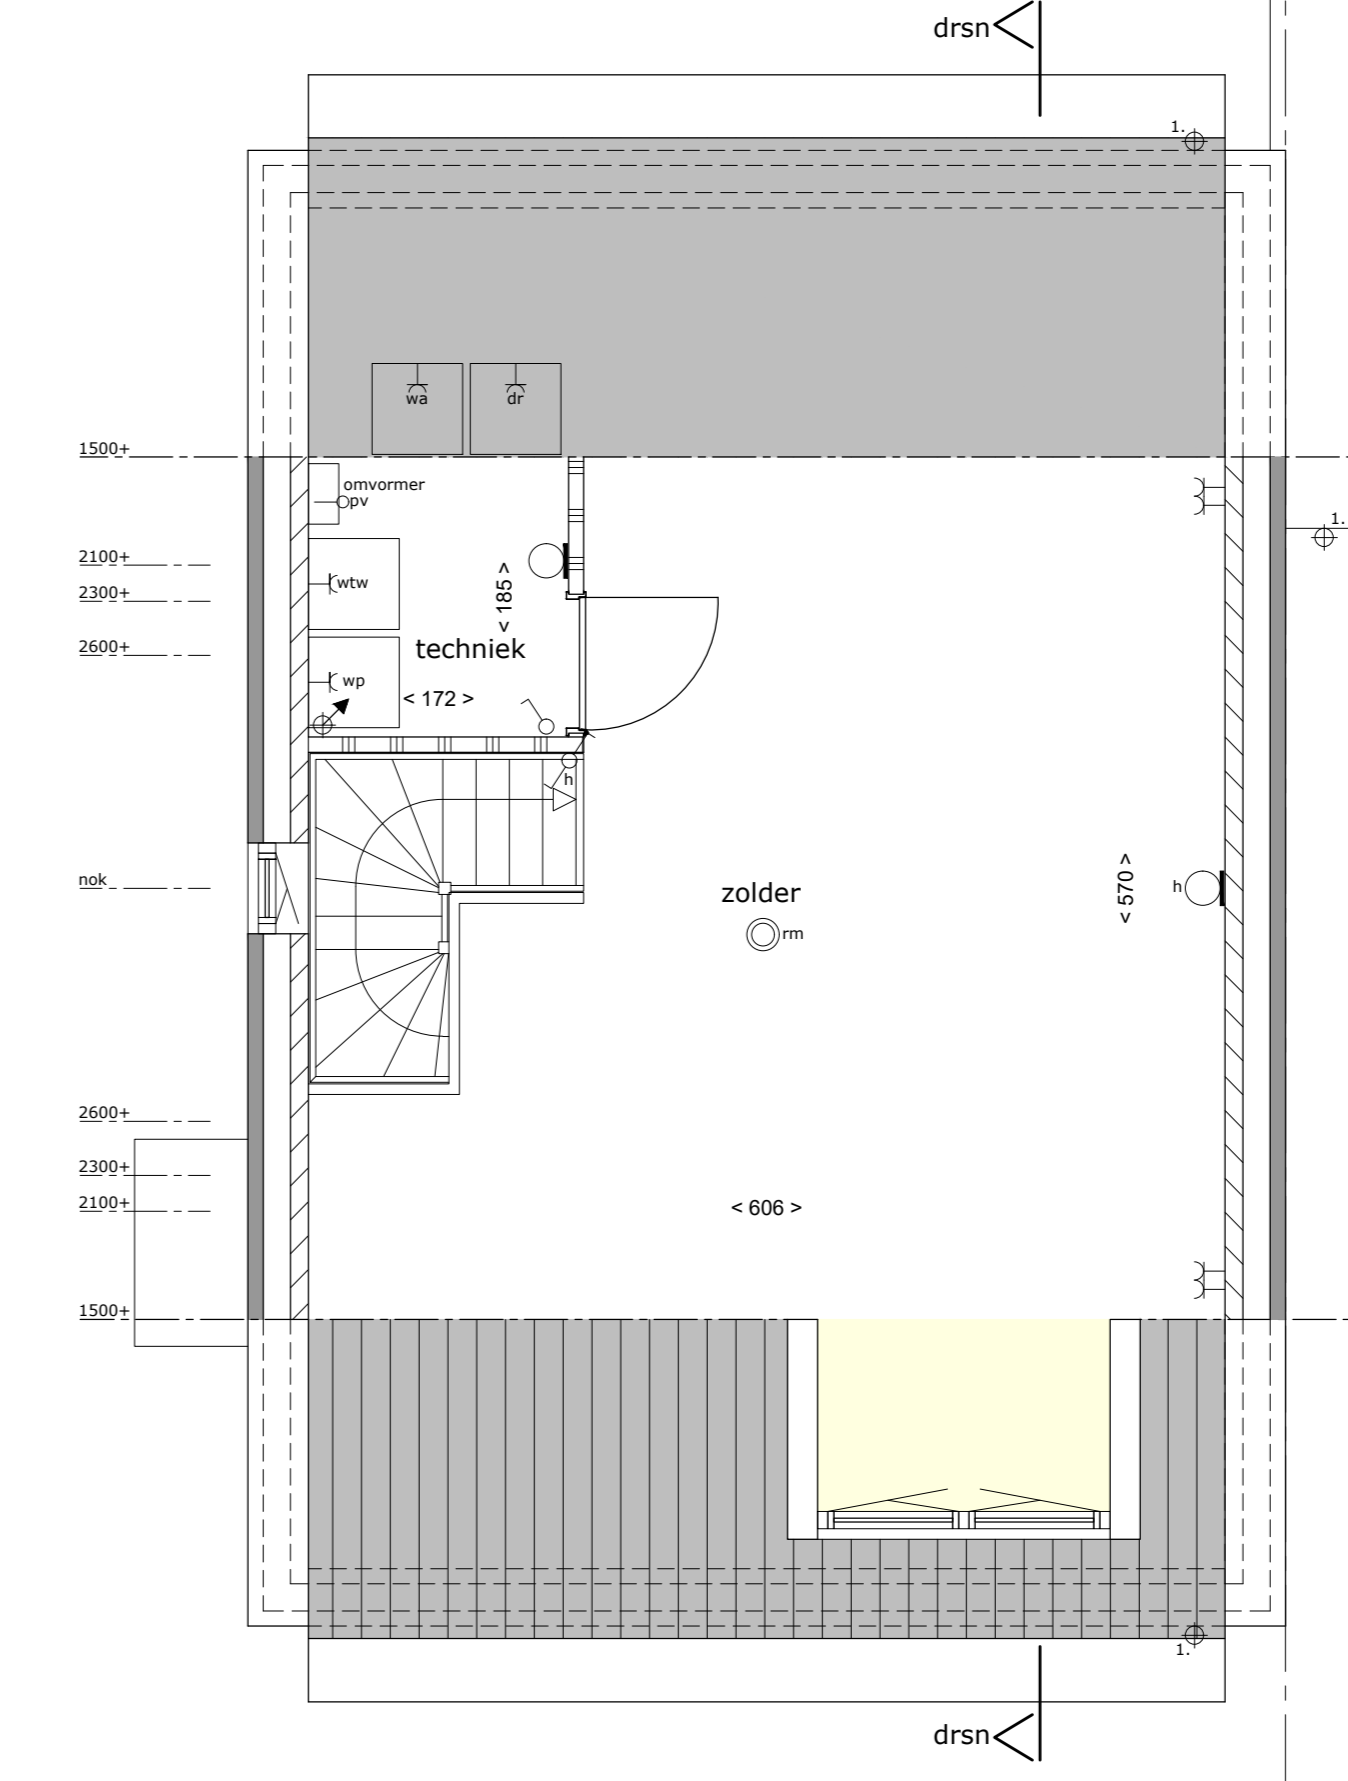 drsn
1.
wa
dr
1500+
omvormer
pv
1.
2100+
wtw
< 185 >
2300+
2600+
techniek
wp
< 172 >
h
nok
zolder
< 570 >
h
rm
2600+
2300+
2100+
< 606 >
1500+
1.
drsn